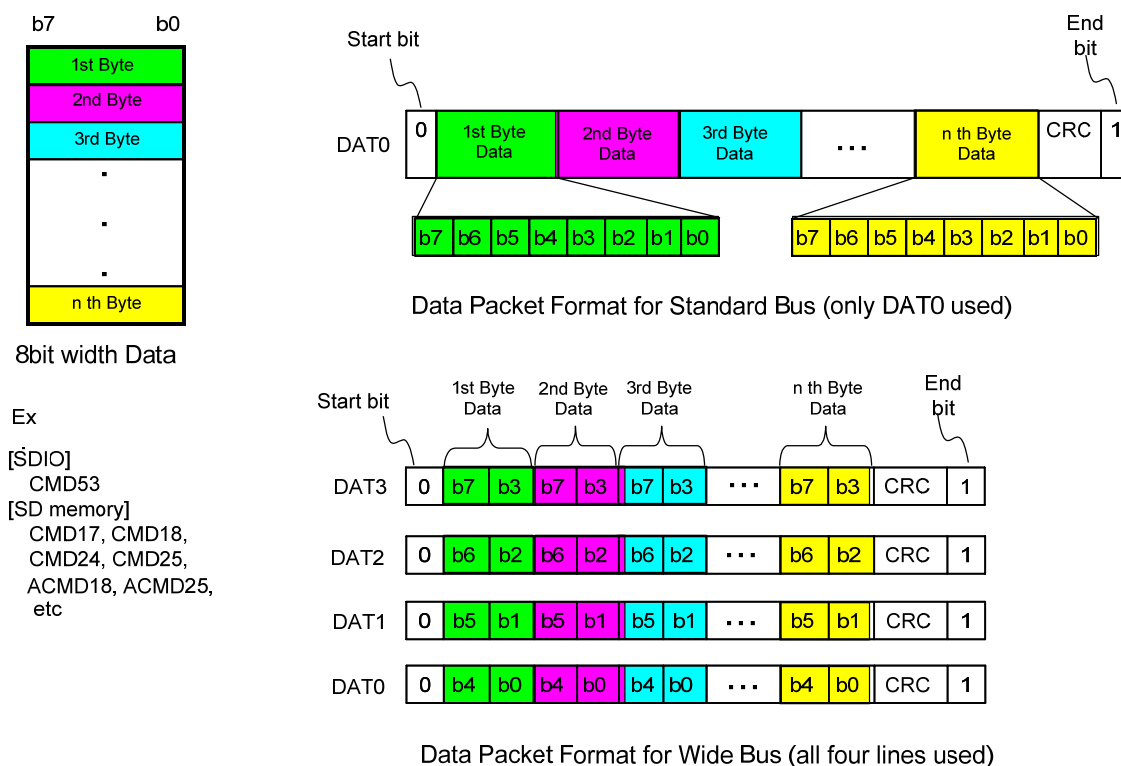 b7 b0
1st Byte
2nd Byte
3rd Byte
.
.
.
n th Byte
8bit width Data
Ex
[SDIO]
CMD53
[SD memory]
CMD17, CMD18,
CMD24, CMD25,
ACMD18, ACMD25,
etc
Start bit
End
bit
DAT0 0 1st Byte Data 2nd Byte Data 3rd Byte Data ... n th Byte Data CRC 1
b7 b6 b5 b4 b3 b2 b1 b0
b7 b6 b5 b4 b3 b2 b1 b0
Data Packet Format for Standard Bus (only DAT0 used)
Start bit
1st Byte Data
2nd Byte Data
3rd Byte Data
n th Byte Data
End
bit
DAT3 0 b7 b3 b7 b3 b7 b3 ... b7 b3 CRC 1
DAT2 0 b6 b2 b6 b2 b6 b2 ... b6 b2 CRC 1
DAT1 0 b5 b1 b5 b1 b5 b1 ... b5 b1 CRC 1
DAT0 0 b4 b0 b4 b0 b4 b0 ... b4 b0 CRC 1
Data Packet Format for Wide Bus (all four lines used)